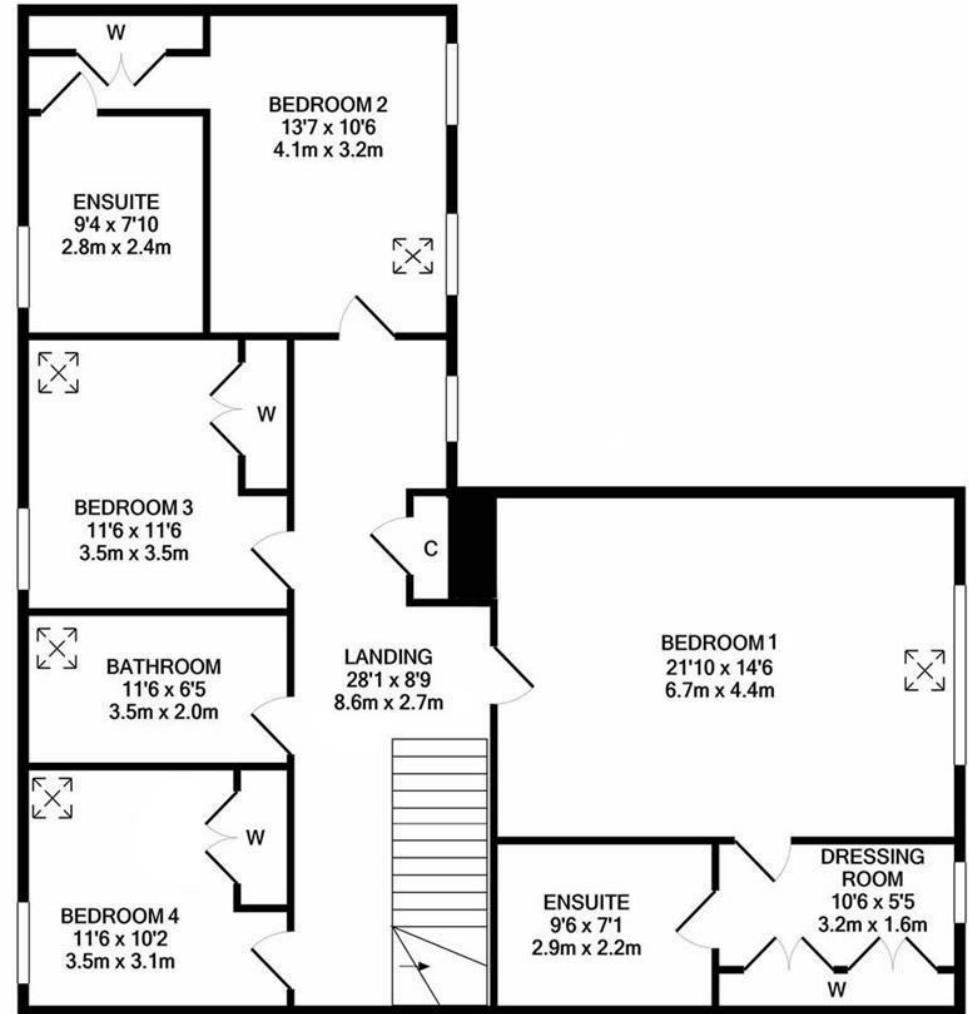 W
BEDROOM 2
13'7 x 10'6
4.1m x 3.2m
ENSUITE
9'4 x 7'10
2.8m x 2.4m
W
BEDROOM 3
11'6 x 11'6
3.5m x 3.5m
C
BATHROOM
11'6 x 6'5
3.5m x 2.0m
LANDING
28'1 x 8'9
8.6m x 2.7m
BEDROOM 1
21'10 x 14'6
6.7m x 4.4m
W
BEDROOM 4
11'6 x 10'2
3.5m x 3.1m
ENSUITE
9'6 x 7'1
2.9m x 2.2m
DRESSING
ROOM
10'6 x 5'5
3.2m x 1.6m
W